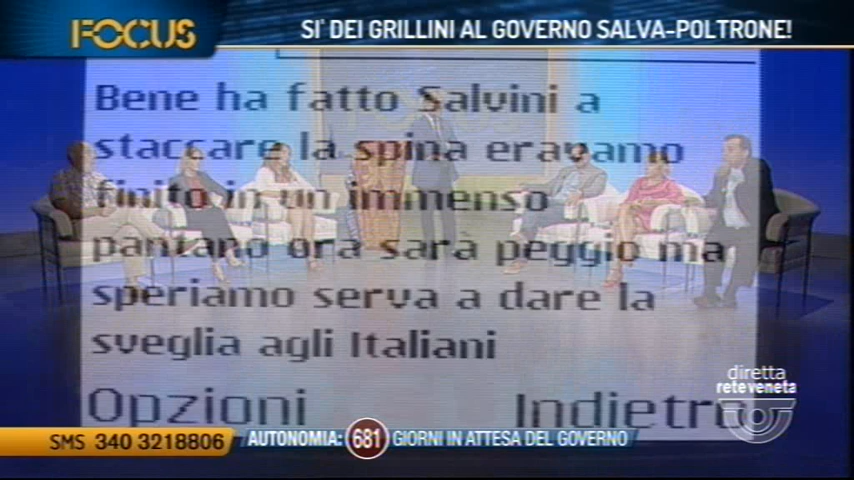 FOCUS
SI' DEI GRILLINI AL GOVERNO SALVA-POLTRONE!
Bene ha fatto Salvini a
staccare la spina eravamo
finito in un immenso
pantano ora sarà peggio ma
speriamo serva a dare la
sveglia agli Italiani
Opzioni Indietro
diretta
reteveneta
SMS 340 3218806 AUTONOMIA: 681 GIORNI IN ATTESA DEL GOVERNO